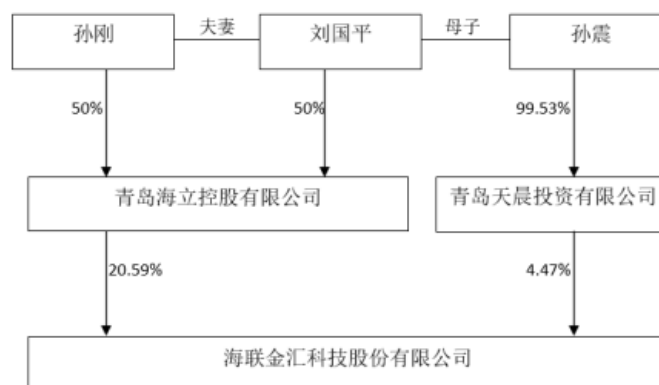 孙刚
夫妻
刘国平
母子
孙震
50%
50%
99.53%
青岛海立控股有限公司
青岛天晨投资有限公司
20.59%
4.47%
海联金汇科技股份有限公司